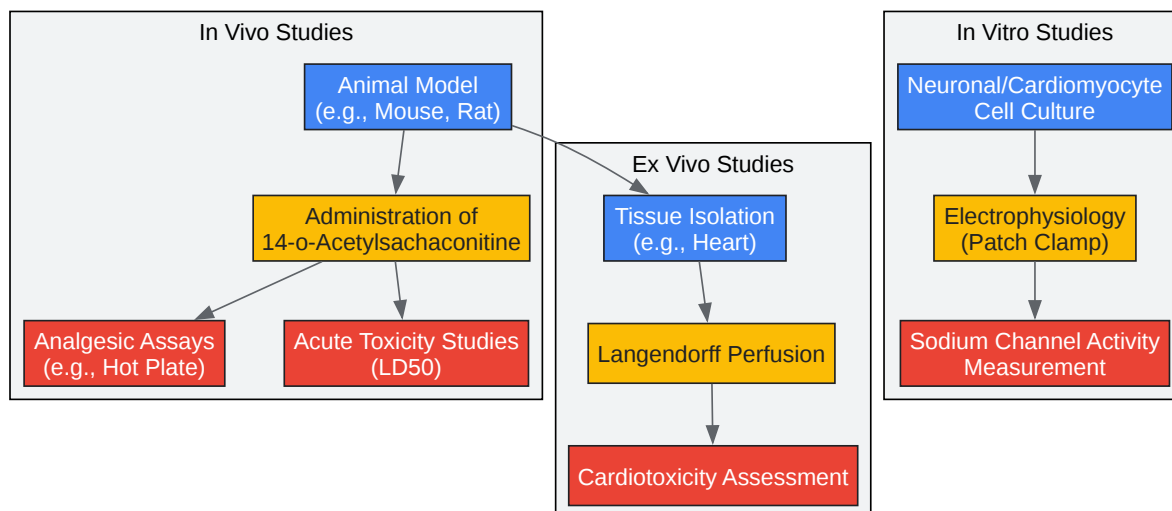 In Vivo Studies
Animal Model
(e.g., Mouse, Rat)
Administration of
14-o-Acetylsachaconitine
Analgesic Assays
(e.g., Hot Plate)
Acute Toxicity Studies
(LD50)
Ex Vivo Studies
Tissue Isolation
(e.g., Heart)
Langendorff Perfusion
Cardiotoxicity Assessment
In Vitro Studies
Neuronal/Cardiomyocyte
Cell Culture
Electrophysiology
(Patch Clamp)
Sodium Channel Activity
Measurement